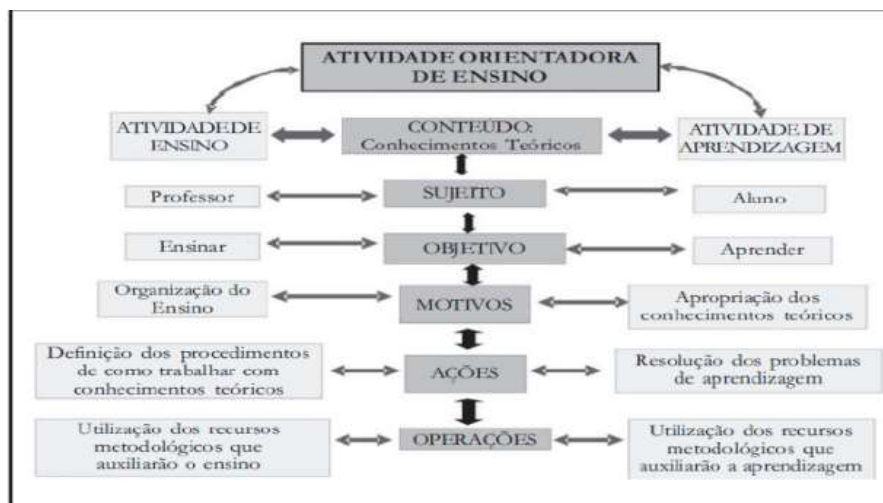 ATIVIDADE ORIENTADORA
DE ENSINO
ATIVIDADE DE
ENSINO
CONTEÚDO:
Conhecimentos Teóricos
ATIVIDADE DE
APRENDIZAGEM
Professor
SUJEITO
Aluno
Ensinar
OBJETIVO
Aprender
Organização do
Ensino
MOTIVOS
Apropriação dos
conhecimentos teóricos
Definição dos procedimentos
de como trabalhar com
conhecimentos teóricos
AÇÕES
Resolução dos problemas
de aprendizagem
Utilização dos recursos
metodológicos que
auxiliarão o ensino
OPERAÇÕES
Utilização dos recursos
metodológicos que
auxiliarão a aprendizagem